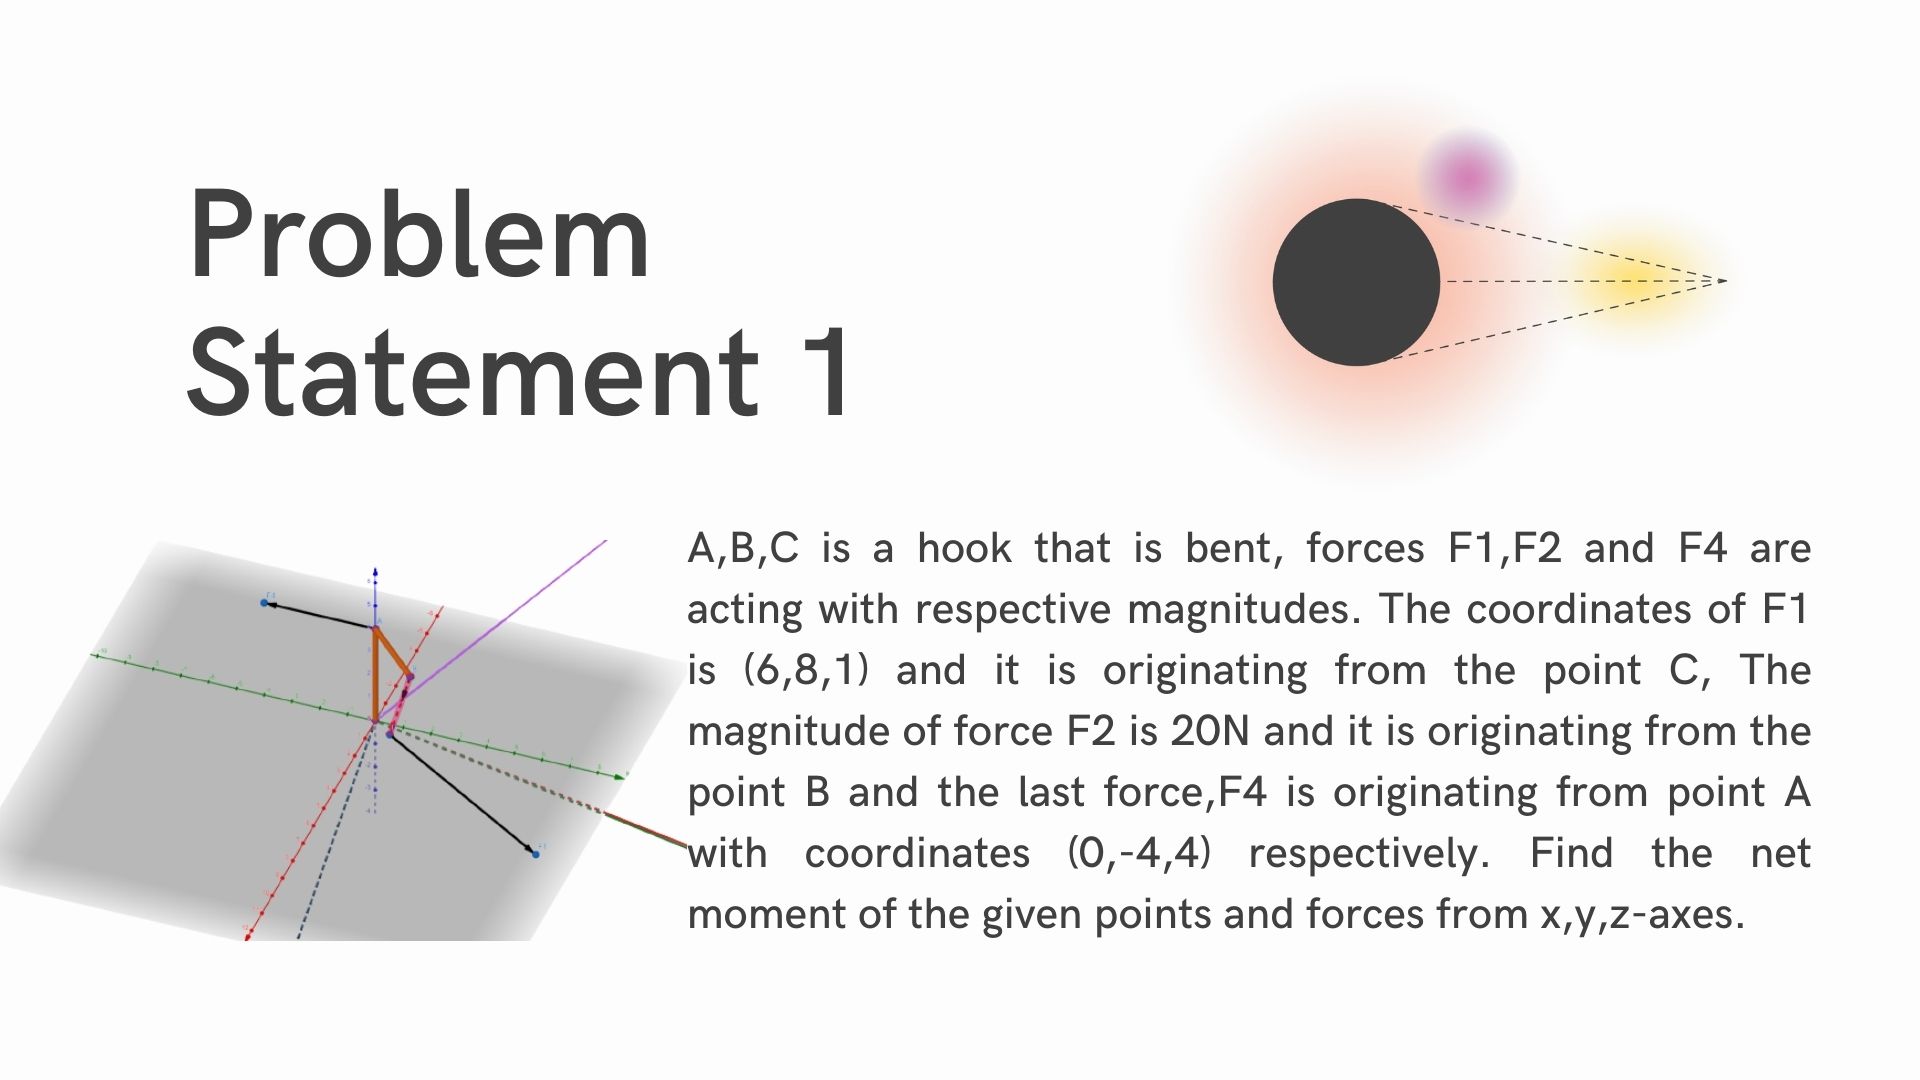 Problem
Statement 1
A,B,C is a hook that is bent, forces F1,F2 and F4 are
acting with respective magnitudes. The coordinates of F1
is (6,8,1) and it is originating from the point C, The
magnitude of force F2 is 20N and it is originating from the
point B and the last force,F4 is originating from point A
with coordinates (0,-4,4) respectively. Find the net
moment of the given points and forces from x,y,z-axes.